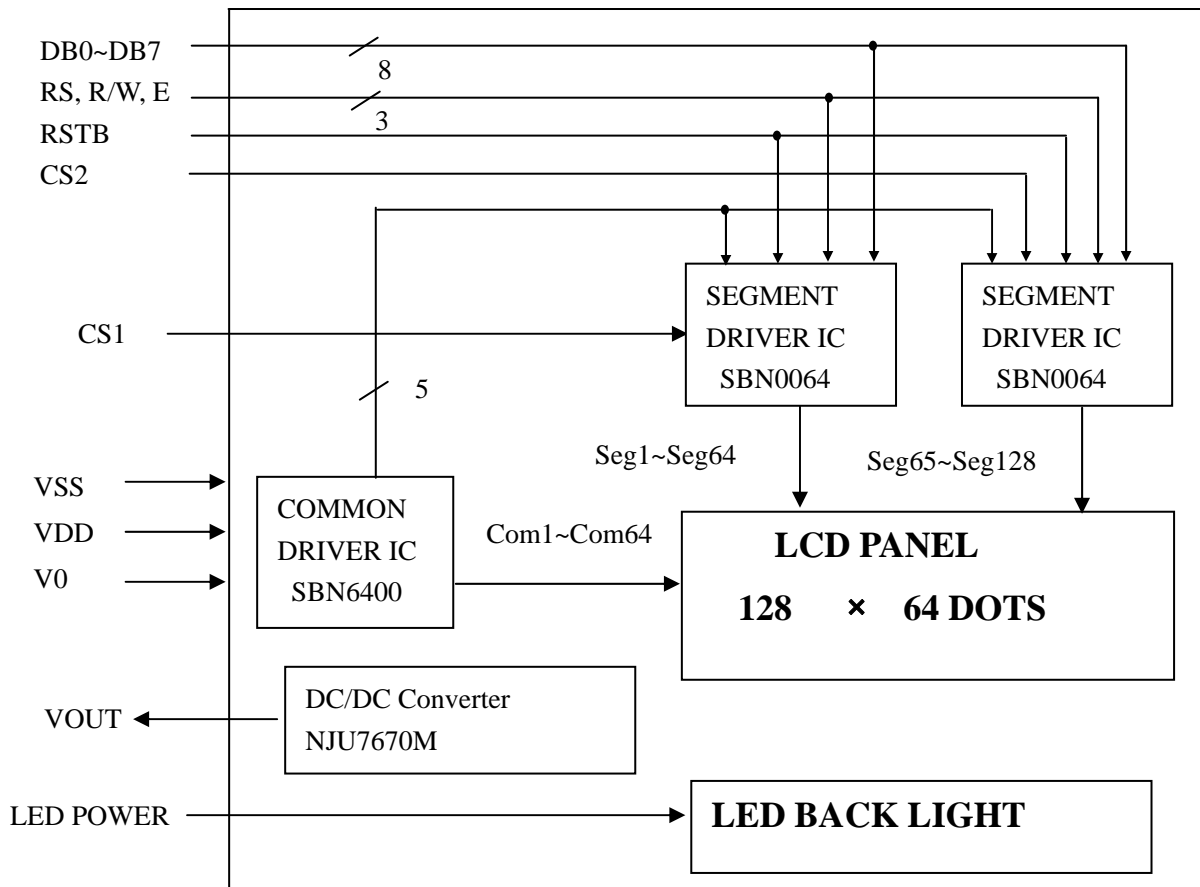 DB0~DB7
8
RS, R/W, E
3
RSTB
CS2
SEGMENT
DRIVER IC
SBN0064
SEGMENT
DRIVER IC
SBN0064
CS1
5
Seg1~Seg64
Seg65~Seg128
VSS
VDD
V0
COMMON
DRIVER IC
SBN6400
Com1~Com64
LCD PANEL
128 × 64 DOTS
VOUT
DC/DC Converter
NJU7670M
LED POWER
LED BACK LIGHT